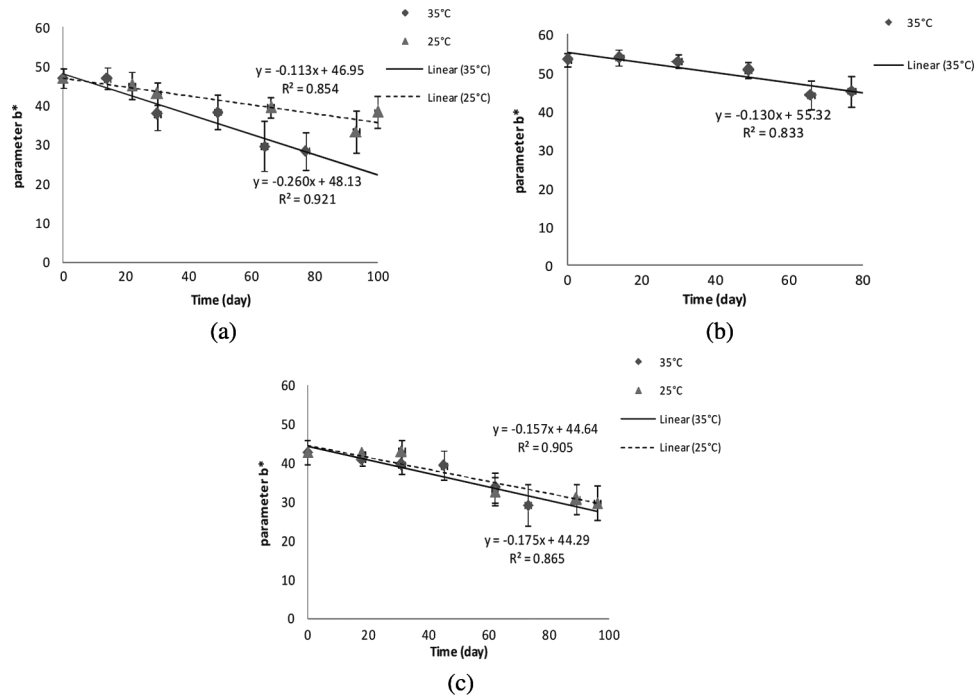 60
50
40
30
20
10
0
parameter b*
0 20 40 60 80 100
Time (day)
35°C
25°C
Linear (35°C)
Linear (25°C)
y = -0.113x + 46.95
R² = 0.854
y = -0.260x + 48.13
R² = 0.921
(a)
60
50
40
30
20
10
0
parameter b*
0 20 40 60 80
Time (day)
35°C
Linear (35°C)
y = -0.130x + 55.32
R² = 0.833
(b)
60
50
40
30
20
10
0
parameter b*
0 20 40 60 80 100
Time (day)
35°C
25°C
Linear (35°C)
Linear (25°C)
y = -0.157x + 44.64
R² = 0.905
y = -0.175x + 44.29
R² = 0.865
(c)